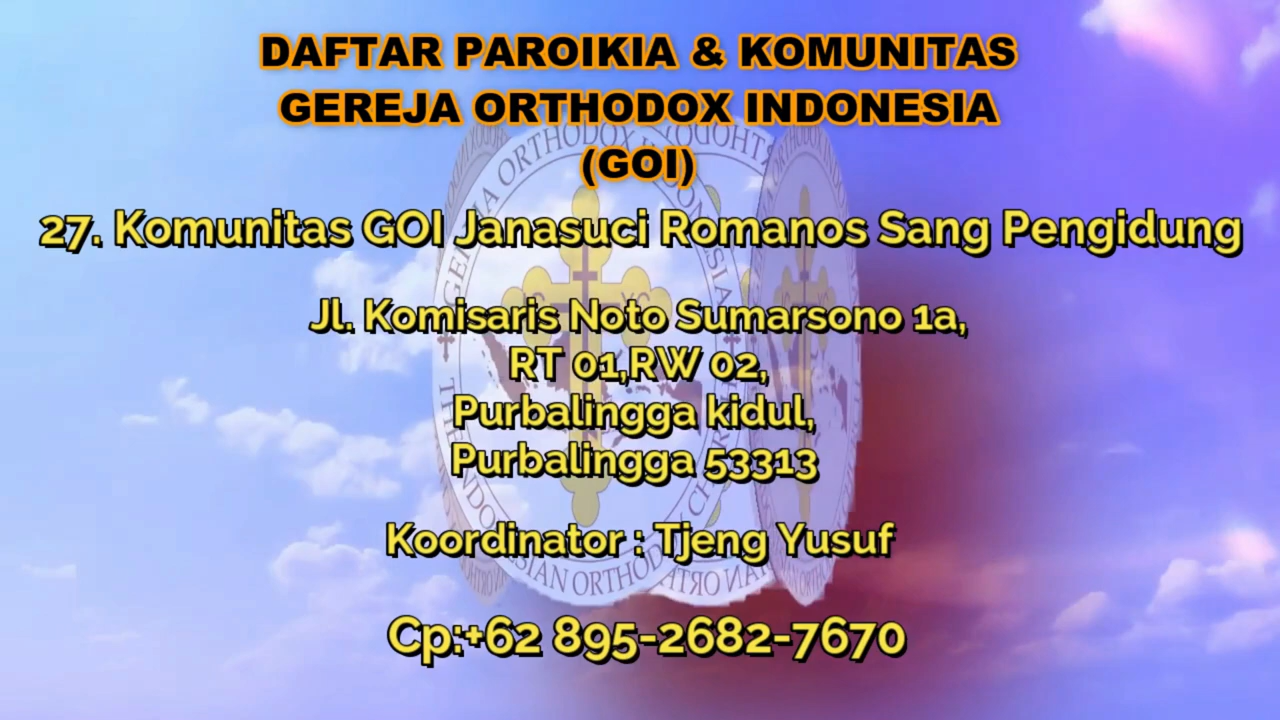 DAFTAR PAROIKIA & KOMUNITAS
GEREJA ORTHODOX INDONESIA
(GOI)
27. Komunitas GOI Janasuci Romanos Sang Pengidung
Jl. Komisaris Noto Sumarsono 1a,
RT 01,RW 02,
Purbalingga kidul,
Purbalingga 53313
Koordinator : Tjeng Yusuf
Cp:+62 895-2682-7670